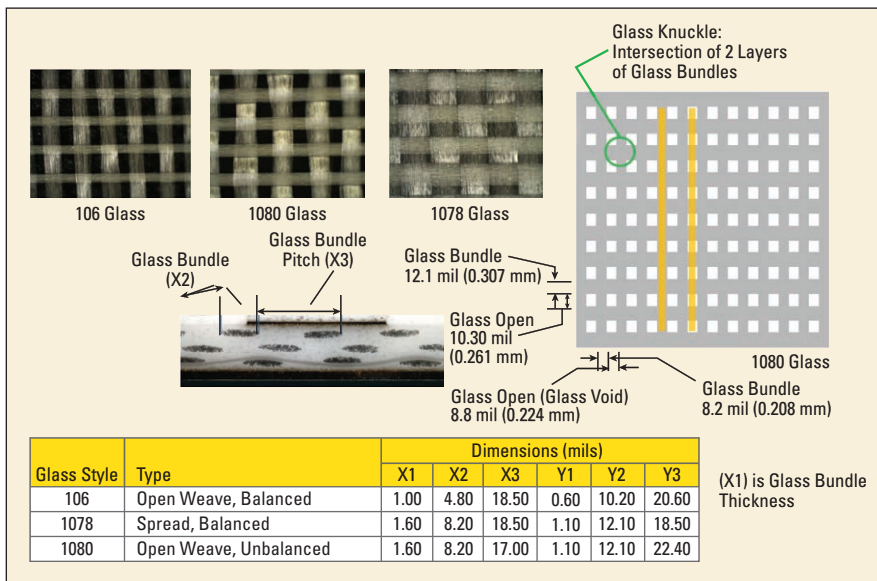 Glass Knuckle:
Intersection of 2 Layers
of Glass Bundles
106 Glass
1080 Glass
1078 Glass
Glass Bundle
(X2)
Glass Bundle
Pitch (X3)
Glass Bundle
12.1 mil (0.307 mm)
Glass Open
10.30 mil
(0.261 mm)
1080 Glass
Glass Open (Glass Void)
8.8 mil (0.224 mm)
Glass Bundle
8.2 mil (0.208 mm)
Dimensions (mils)
Glass Style Type X1 X2 X3 Y1 Y2 Y3
106 Open Weave, Balanced 1.00 4.80 18.50 0.60 10.20 20.60
1078 Spread, Balanced 1.60 8.20 18.50 1.10 12.10 18.50
1080 Open Weave, Unbalanced 1.60 8.20 17.00 1.10 12.10 22.40
(X1) is Glass Bundle
Thickness